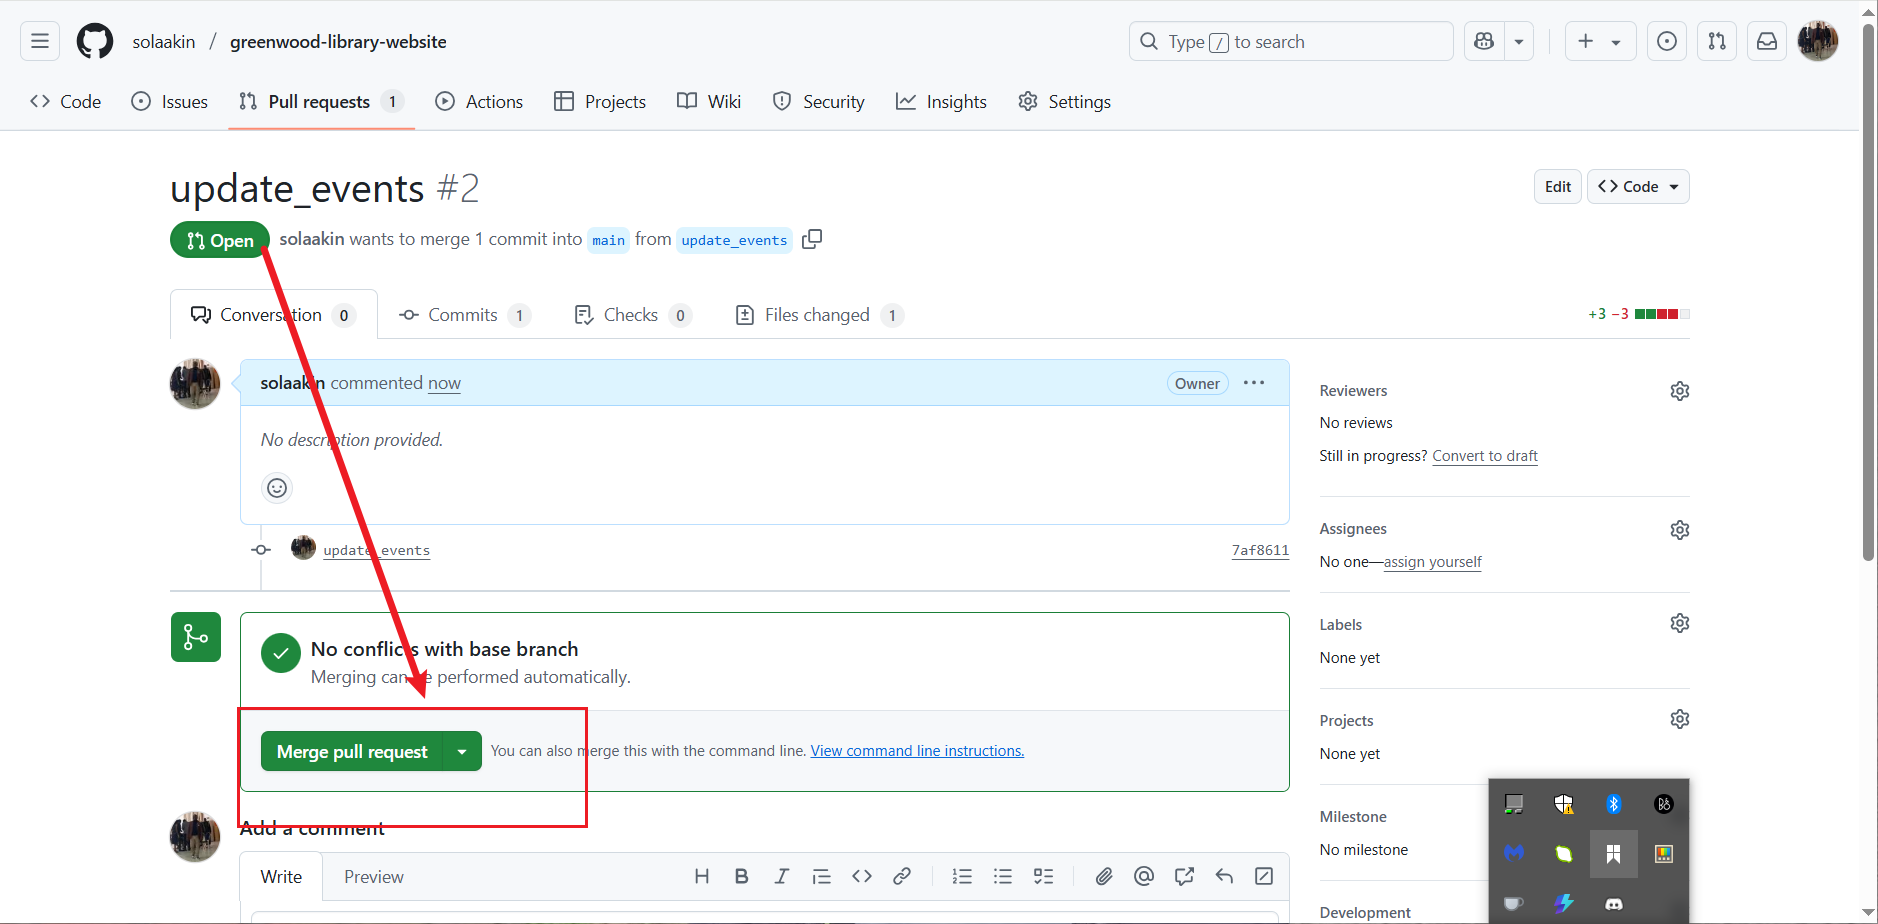 solaakin / greenwood-library-website
Type / to search
Code
Issues
Pull requests 1
Actions
Projects
Wiki
Security
Insights
Settings
update_events #2
Edit
Code
Open
solaakin wants to merge 1 commit into main from update_events
Conversation 0
Commits 1
Checks 0
Files changed 1
+3 −3
solaakin commented now
Owner
No description provided.
update_events
7af8611
No conflicts with base branch
Merging can be performed automatically.
Merge pull request
You can also merge this with the command line. View command line instructions.
Add a comment
Write
Preview
Reviewers
No reviews
Still in progress? Convert to draft
Assignees
No one—assign yourself
Labels
None yet
Projects
None yet
Milestone
No milestone
Development